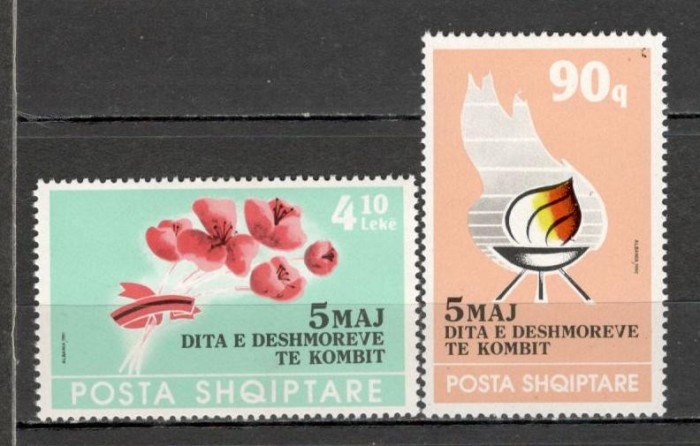 4 10
Lekë
5 MAJ
DITA E DESHMOREVE
TE KOMBIT
POSTA SHQIPTARE
90q
5 MAJ
DITA E DESHMOREVE
TE KOMBIT
POSTA SHQIPTARE